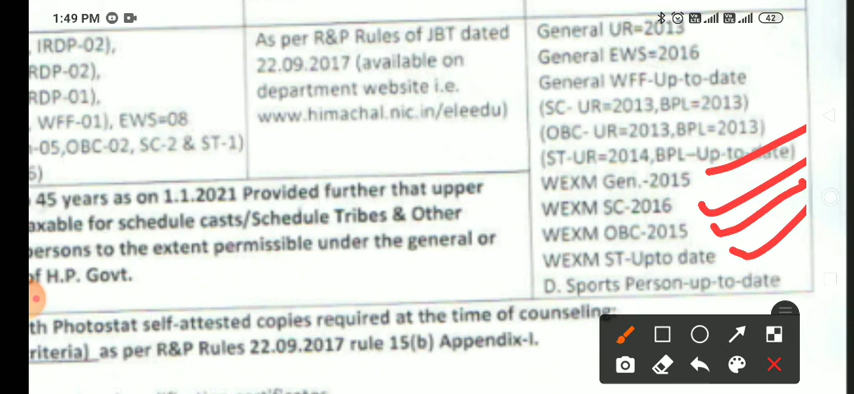 1:49 PM
42
IRDP-02),
RDP-02),
RDP-01),
, WFF-01), EWS=08
-05,OBC-02, SC-2 & ST-1)
As per R&P Rules of JBT dated
22.09.2017 (available on
department website i.e.
www.himachal.nic.in/eleedu)
General UR=2013
General EWS=2016
General WFF-Up-to-date
(SC- UR=2013,BPL=2013)
(OBC- UR=2013,BPL=2013)
(ST-UR=2014,BPL–Up-to-date)
WEXM Gen.-2015
WEXM SC-2016
WEXM OBC-2015
WEXM ST-Upto date
D. Sports Person-up-to-date
45 years as on 1.1.2021 Provided further that upper
axable for schedule casts/Schedule Tribes & Other
persons to the extent permissible under the general or
of H.P. Govt.
th Photostat self-attested copies required at the time of counseling:
riteria) as per R&P Rules 22.09.2017 rule 15(b) Appendix-I.